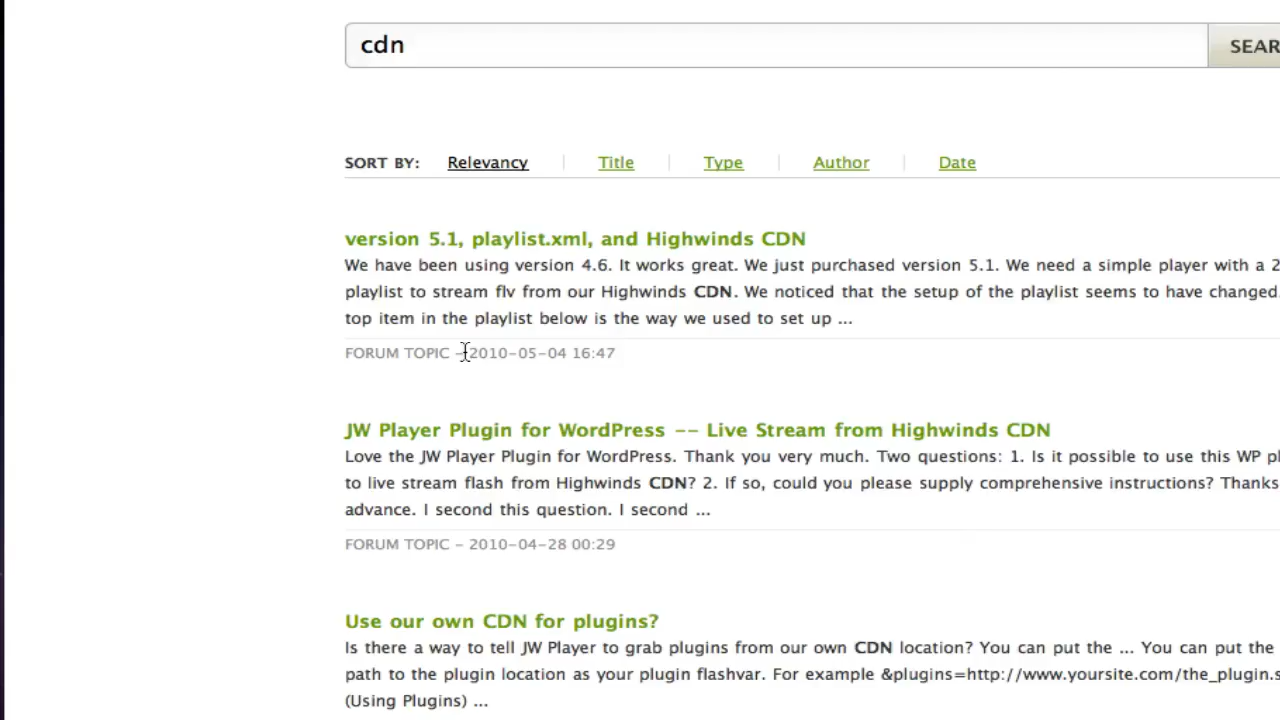 cdn
SORT BY: Relevancy Title Type Author Date
version 5.1, playlist.xml, and Highwinds CDN
We have been using version 4.6. It works great. We just purchased version 5.1. We need a simple player with a 2
playlist to stream flv from our Highwinds CDN. We noticed that the setup of the playlist seems to have changed.
top item in the playlist below is the way we used to set up ...
FORUM TOPIC - 2010-05-04 16:47
JW Player Plugin for WordPress -- Live Stream from Highwinds CDN
Love the JW Player Plugin for WordPress. Thank you very much. Two questions: 1. Is it possible to use this WP
to live stream flash from Highwinds CDN? 2. If so, could you please supply comprehensive instructions? Thanks
advance. I second this question. I second ...
FORUM TOPIC - 2010-04-28 00:29
Use our own CDN for plugins?
Is there a way to tell JW Player to grab plugins from our own CDN location? You can put the ... You can put the
path to the plugin location as your plugin flashvar. For example &plugins=http://www.yoursite.com/the_plugin.s
(Using Plugins) ...